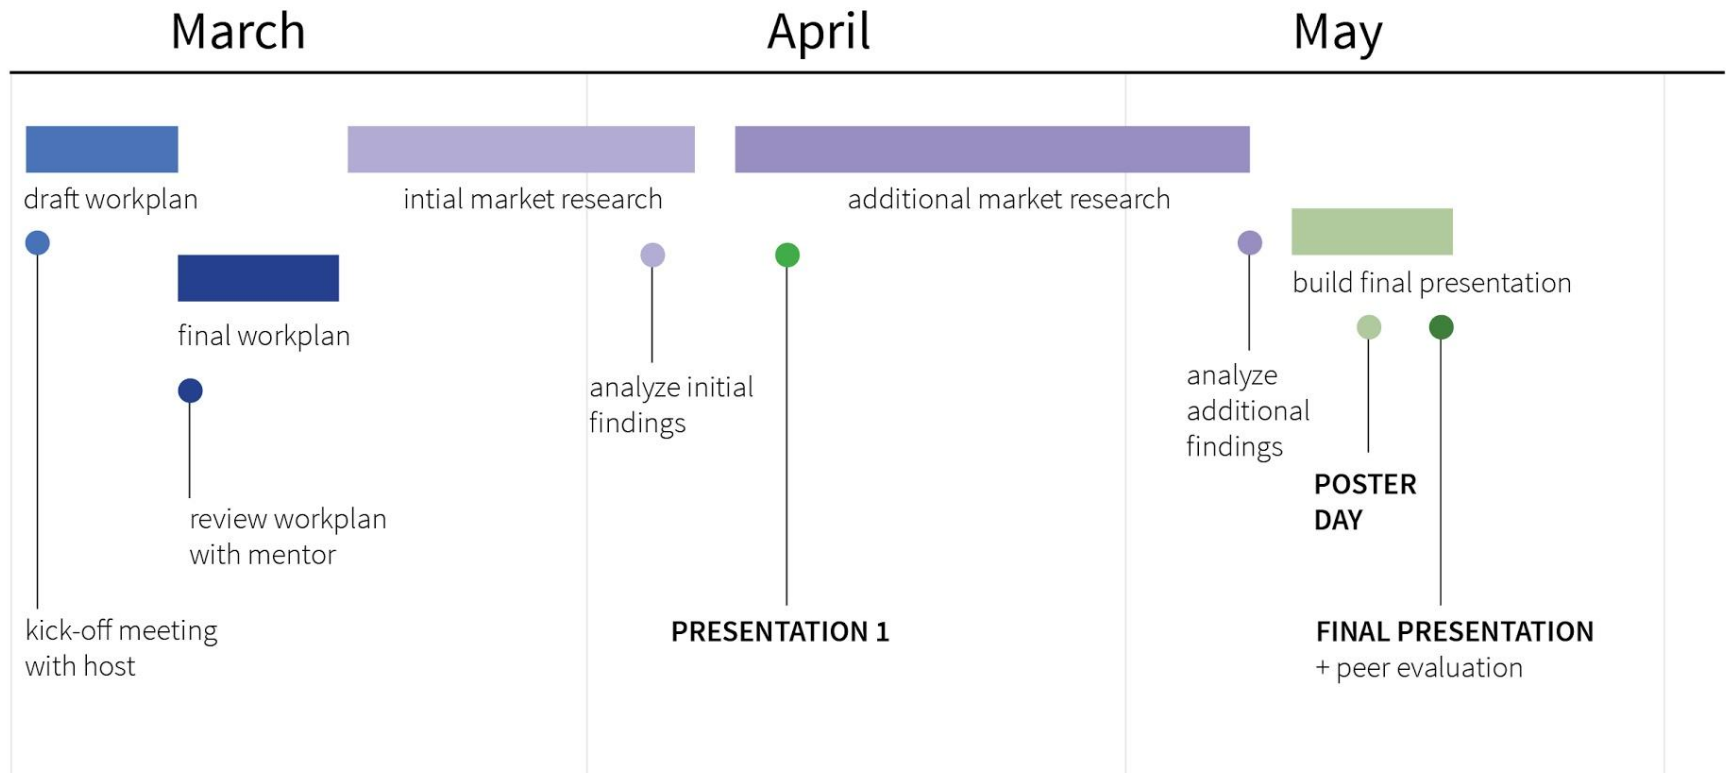 March
April
May
draft workplan
intial market research
additional market research
build final presentation
final workplan
analyze initial
findings
analyze
additional
findings
POSTER
DAY
review workplan
with mentor
kick-off meeting
with host
PRESENTATION 1
FINAL PRESENTATION
+ peer evaluation